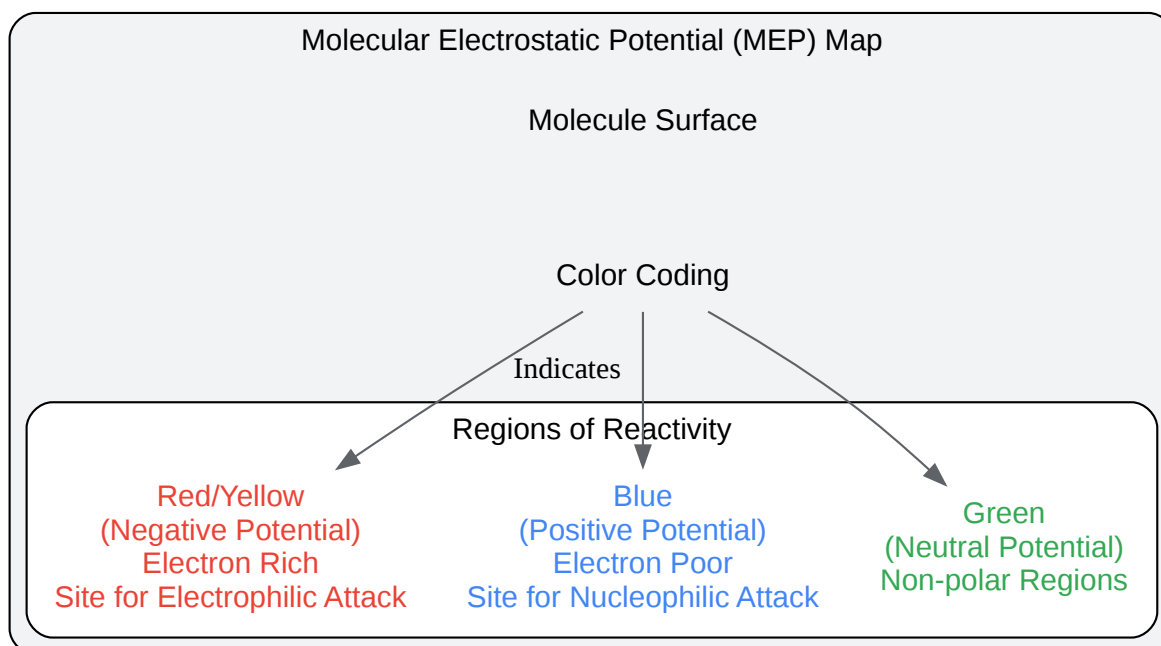 Molecular Electrostatic Potential (MEP) Map
Molecule Surface
Color Coding
Indicates
Regions of Reactivity
Red/Yellow
(Negative Potential)
Electron Rich
Site for Electrophilic Attack
Blue
(Positive Potential)
Electron Poor
Site for Nucleophilic Attack
Green
(Neutral Potential)
Non-polar Regions